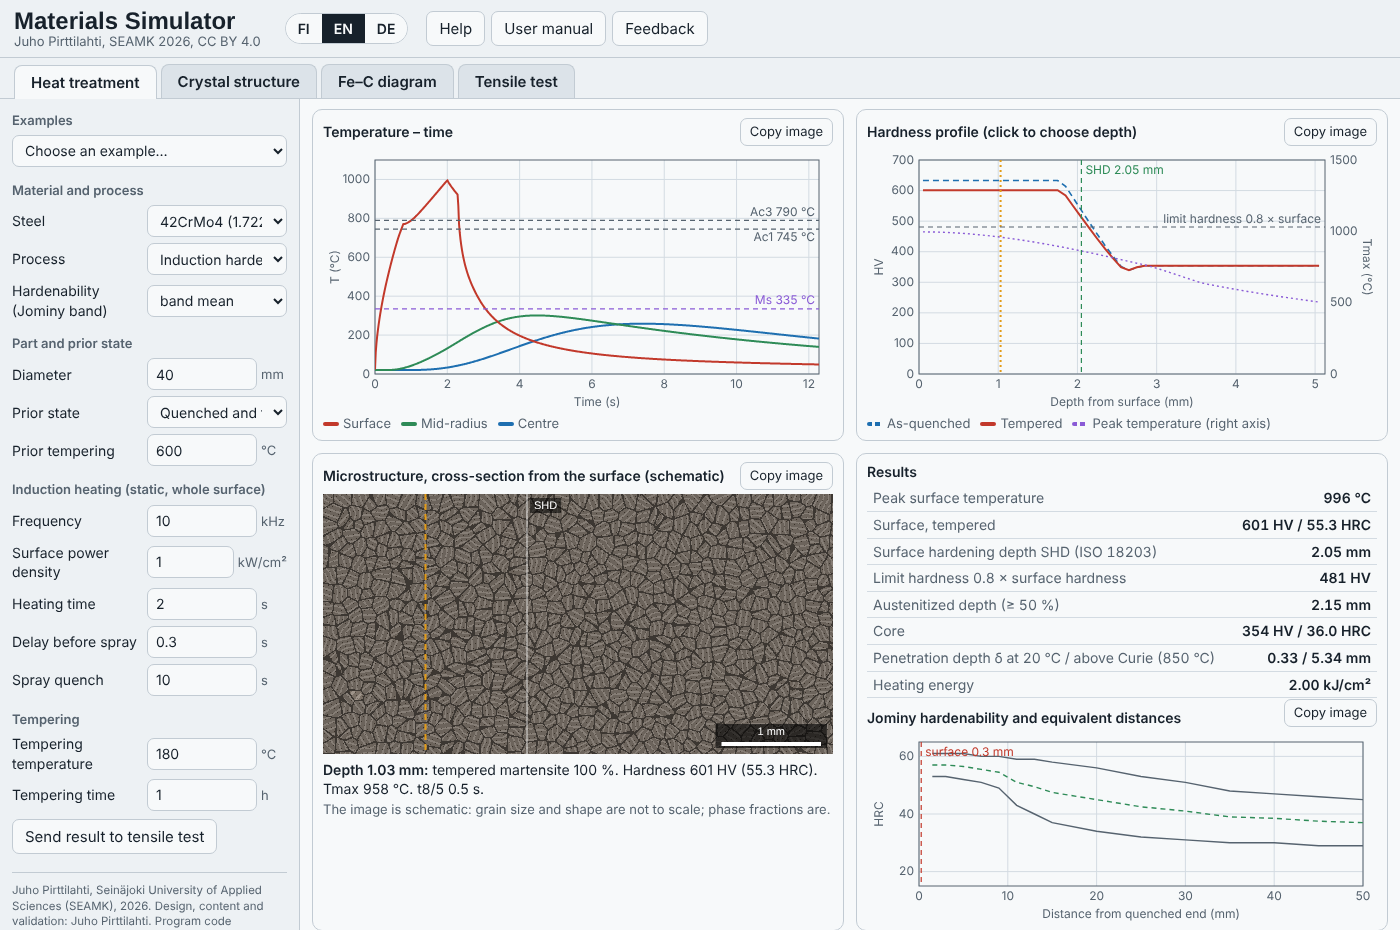 Materials Simulator
Juho Pirttilahti, SEAMK 2026, CC BY 4.0
FI EN DE
Help
User manual
Feedback
Heat treatment
Crystal structure
Fe–C diagram
Tensile test
Examples
Choose an example...
Material and process
Steel 42CrMo4 (1.722
Process Induction harde
Hardenability
(Jominy band) band mean
Part and prior state
Diameter 40 mm
Prior state Quenched and
Prior tempering 600 °C
Induction heating (static, whole surface)
Frequency 10 kHz
Surface power
density 1 kW/cm²
Heating time 2 s
Delay before spray 0.3 s
Spray quench 10 s
Tempering
Tempering
temperature 180 °C
Tempering time 1 h
Send result to tensile test
Juho Pirttilahti, Seinäjoki University of Applied
Sciences (SEAMK), 2026. Design, content and
validation: Juho Pirttilahti. Program code
Temperature – time
Copy image
1000
800
600
400
200
0
T (°C)
Ac3 790 °C
Ac1 745 °C
Ms 335 °C
0 2 4 6 8 10 12
Time (s)
Surface Mid-radius Centre
Hardness profile (click to choose depth)
Copy image
700
600
500
400
300
200
100
0
HV
SHD 2.05 mm
limit hardness 0.8 × surface
1500
1000
500
0
Tmax (°C)
0 1 2 3 4 5
Depth from surface (mm)
As-quenched Tempered Peak temperature (right axis)
Microstructure, cross-section from the surface (schematic)
Copy image
SHD
1 mm
Depth 1.03 mm: tempered martensite 100 %. Hardness 601 HV (55.3 HRC).
Tmax 958 °C. t8/5 0.5 s.
The image is schematic: grain size and shape are not to scale; phase fractions are.
Results
Peak surface temperature 996 °C
Surface, tempered 601 HV / 55.3 HRC
Surface hardening depth SHD (ISO 18203) 2.05 mm
Limit hardness 0.8 × surface hardness 481 HV
Austenitized depth (≥ 50 %) 2.15 mm
Core 354 HV / 36.0 HRC
Penetration depth δ at 20 °C / above Curie (850 °C) 0.33 / 5.34 mm
Heating energy 2.00 kJ/cm²
Jominy hardenability and equivalent distances
Copy image
60
40
20
HRC
surface 0.3 mm
0 10 20 30 40 50
Distance from quenched end (mm)